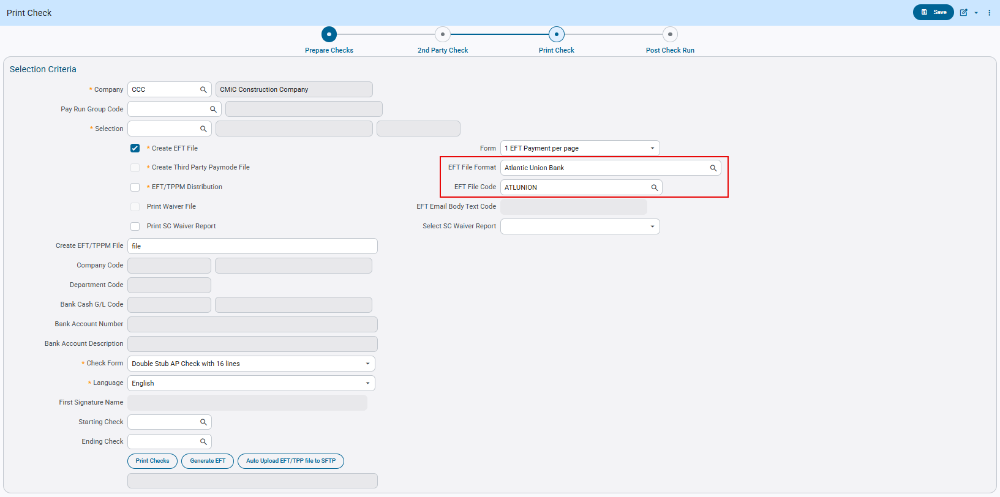 Print Check
Save
Prepare Checks
2nd Party Check
Print Check
Post Check Run
Selection Criteria
* Company CCC CMiC Construction Company
Pay Run Group Code
* Selection
* Create EFT File Form 1 EFT Payment per page
* Create Third Party Paymode File EFT File Format Atlantic Union Bank
* EFT/TPPM Distribution EFT File Code ATLUNION
Print Waiver File EFT Email Body Text Code
Print SC Waiver Report Select SC Waiver Report
Create EFT/TPPM File file
Company Code
Department Code
Bank Cash G/L Code
Bank Account Number
Bank Account Description
* Check Form Double Stub AP Check with 16 lines
* Language English
First Signature Name
Starting Check
Ending Check
Print Checks Generate EFT Auto Upload EFT/TPP file to SFTP